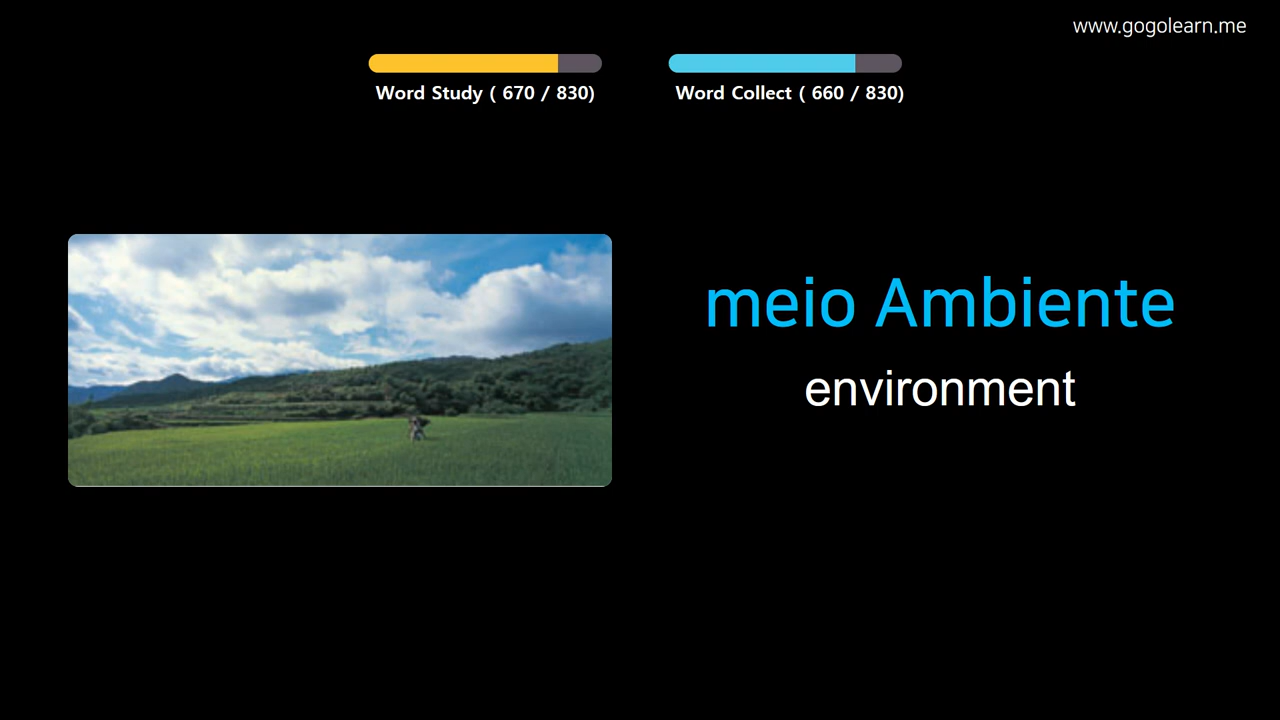 www.gogolearn.me
Word Study ( 670 / 830)
Word Collect ( 660 / 830)
meio Ambiente
environment